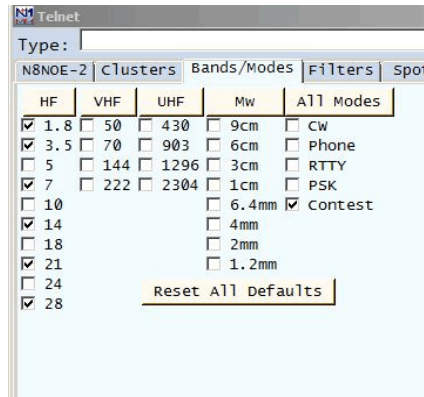 N1MM Telnet
Type:
N8NOE-2 Clusters Bands/Modes Filters Spot
HF VHF UHF Mw All Modes
1.8 50 430 9cm CW
3.5 70 903 6cm Phone
5 144 1296 3cm RTTY
7 222 2304 1cm PSK
10 6.4mm Contest
14 4mm
18 2mm
21 1.2mm
24 Reset All Defaults
28